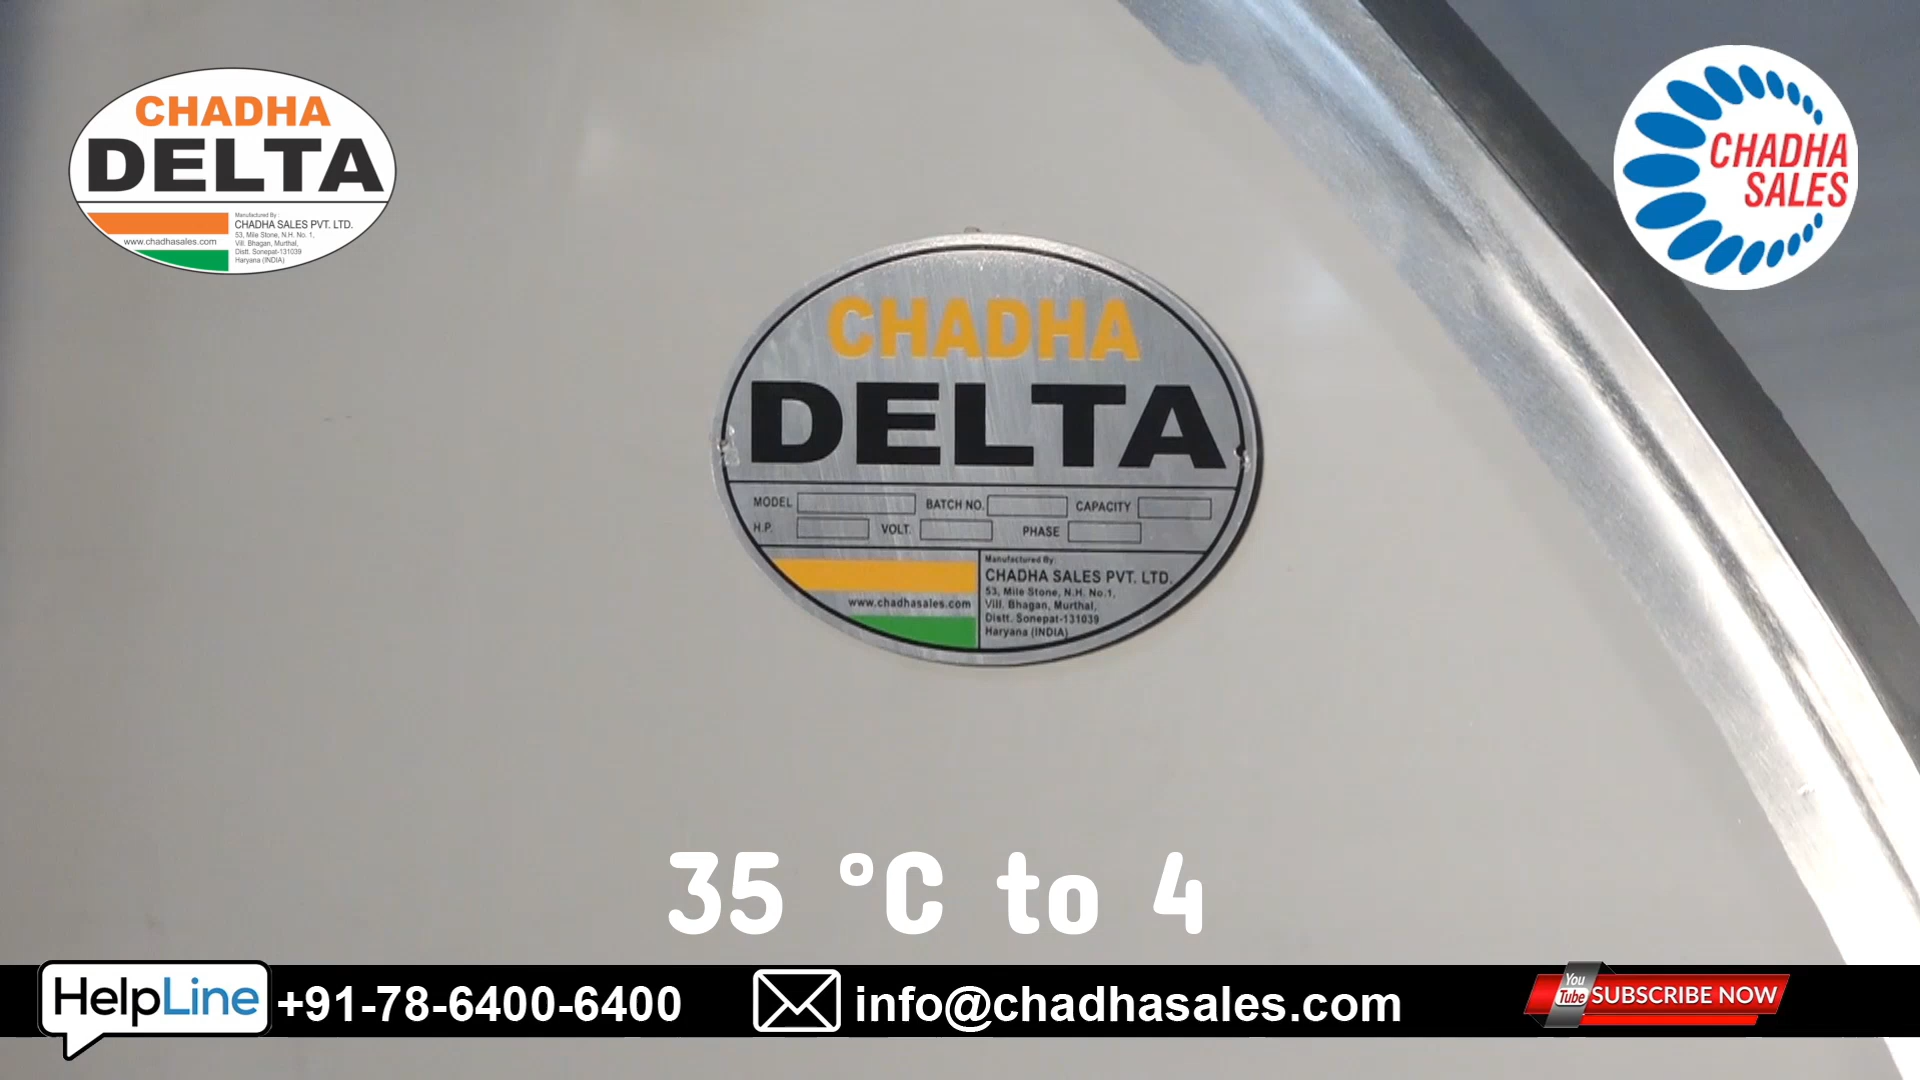 CHADHA
DELTA
Manufactured By:
CHADHA SALES PVT. LTD.
53, Mile Stone, N.H. No. 1,
www.chadhasales.com
Vill. Bhagan, Murthal,
Distt. Sonepat-131039
Haryana (INDIA)
CHADHA
SALES
CHADHA
DELTA
MODEL BATCH NO. CAPACITY
H.P. VOLT. PHASE
Manufactured By:
CHADHA SALES PVT. LTD.
53, Mile Stone, N.H. No.1,
www.chadhasales.com
Vill. Bhagan, Murthal,
Distt. Sonepat-131039
Haryana (INDIA)
35 °C to 4
HelpLine +91-78-6400-6400 info@chadhasales.com You Tube SUBSCRIBE NOW